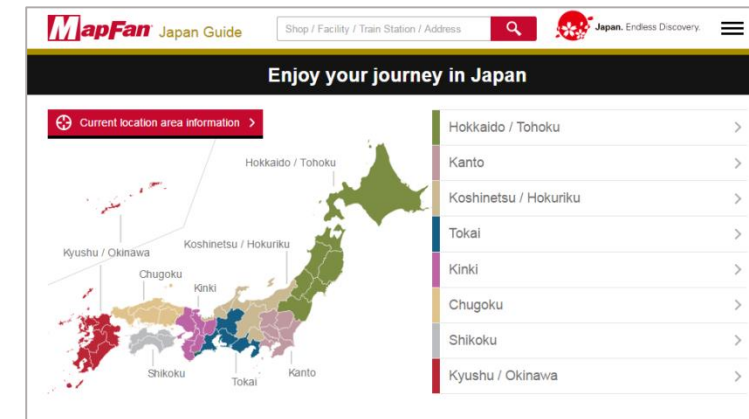 MapFan Japan Guide
Shop / Facility / Train Station / Address
Japan. Endless Discovery.
Enjoy your journey in Japan
Current location area information
Hokkaido / Tohoku
Koshinetsu / Hokuriku
Kyushu / Okinawa
Chugoku
Kinki
Shikoku
Tokai
Kanto
Hokkaido / Tohoku
Kanto
Koshinetsu / Hokuriku
Tokai
Kinki
Chugoku
Shikoku
Kyushu / Okinawa